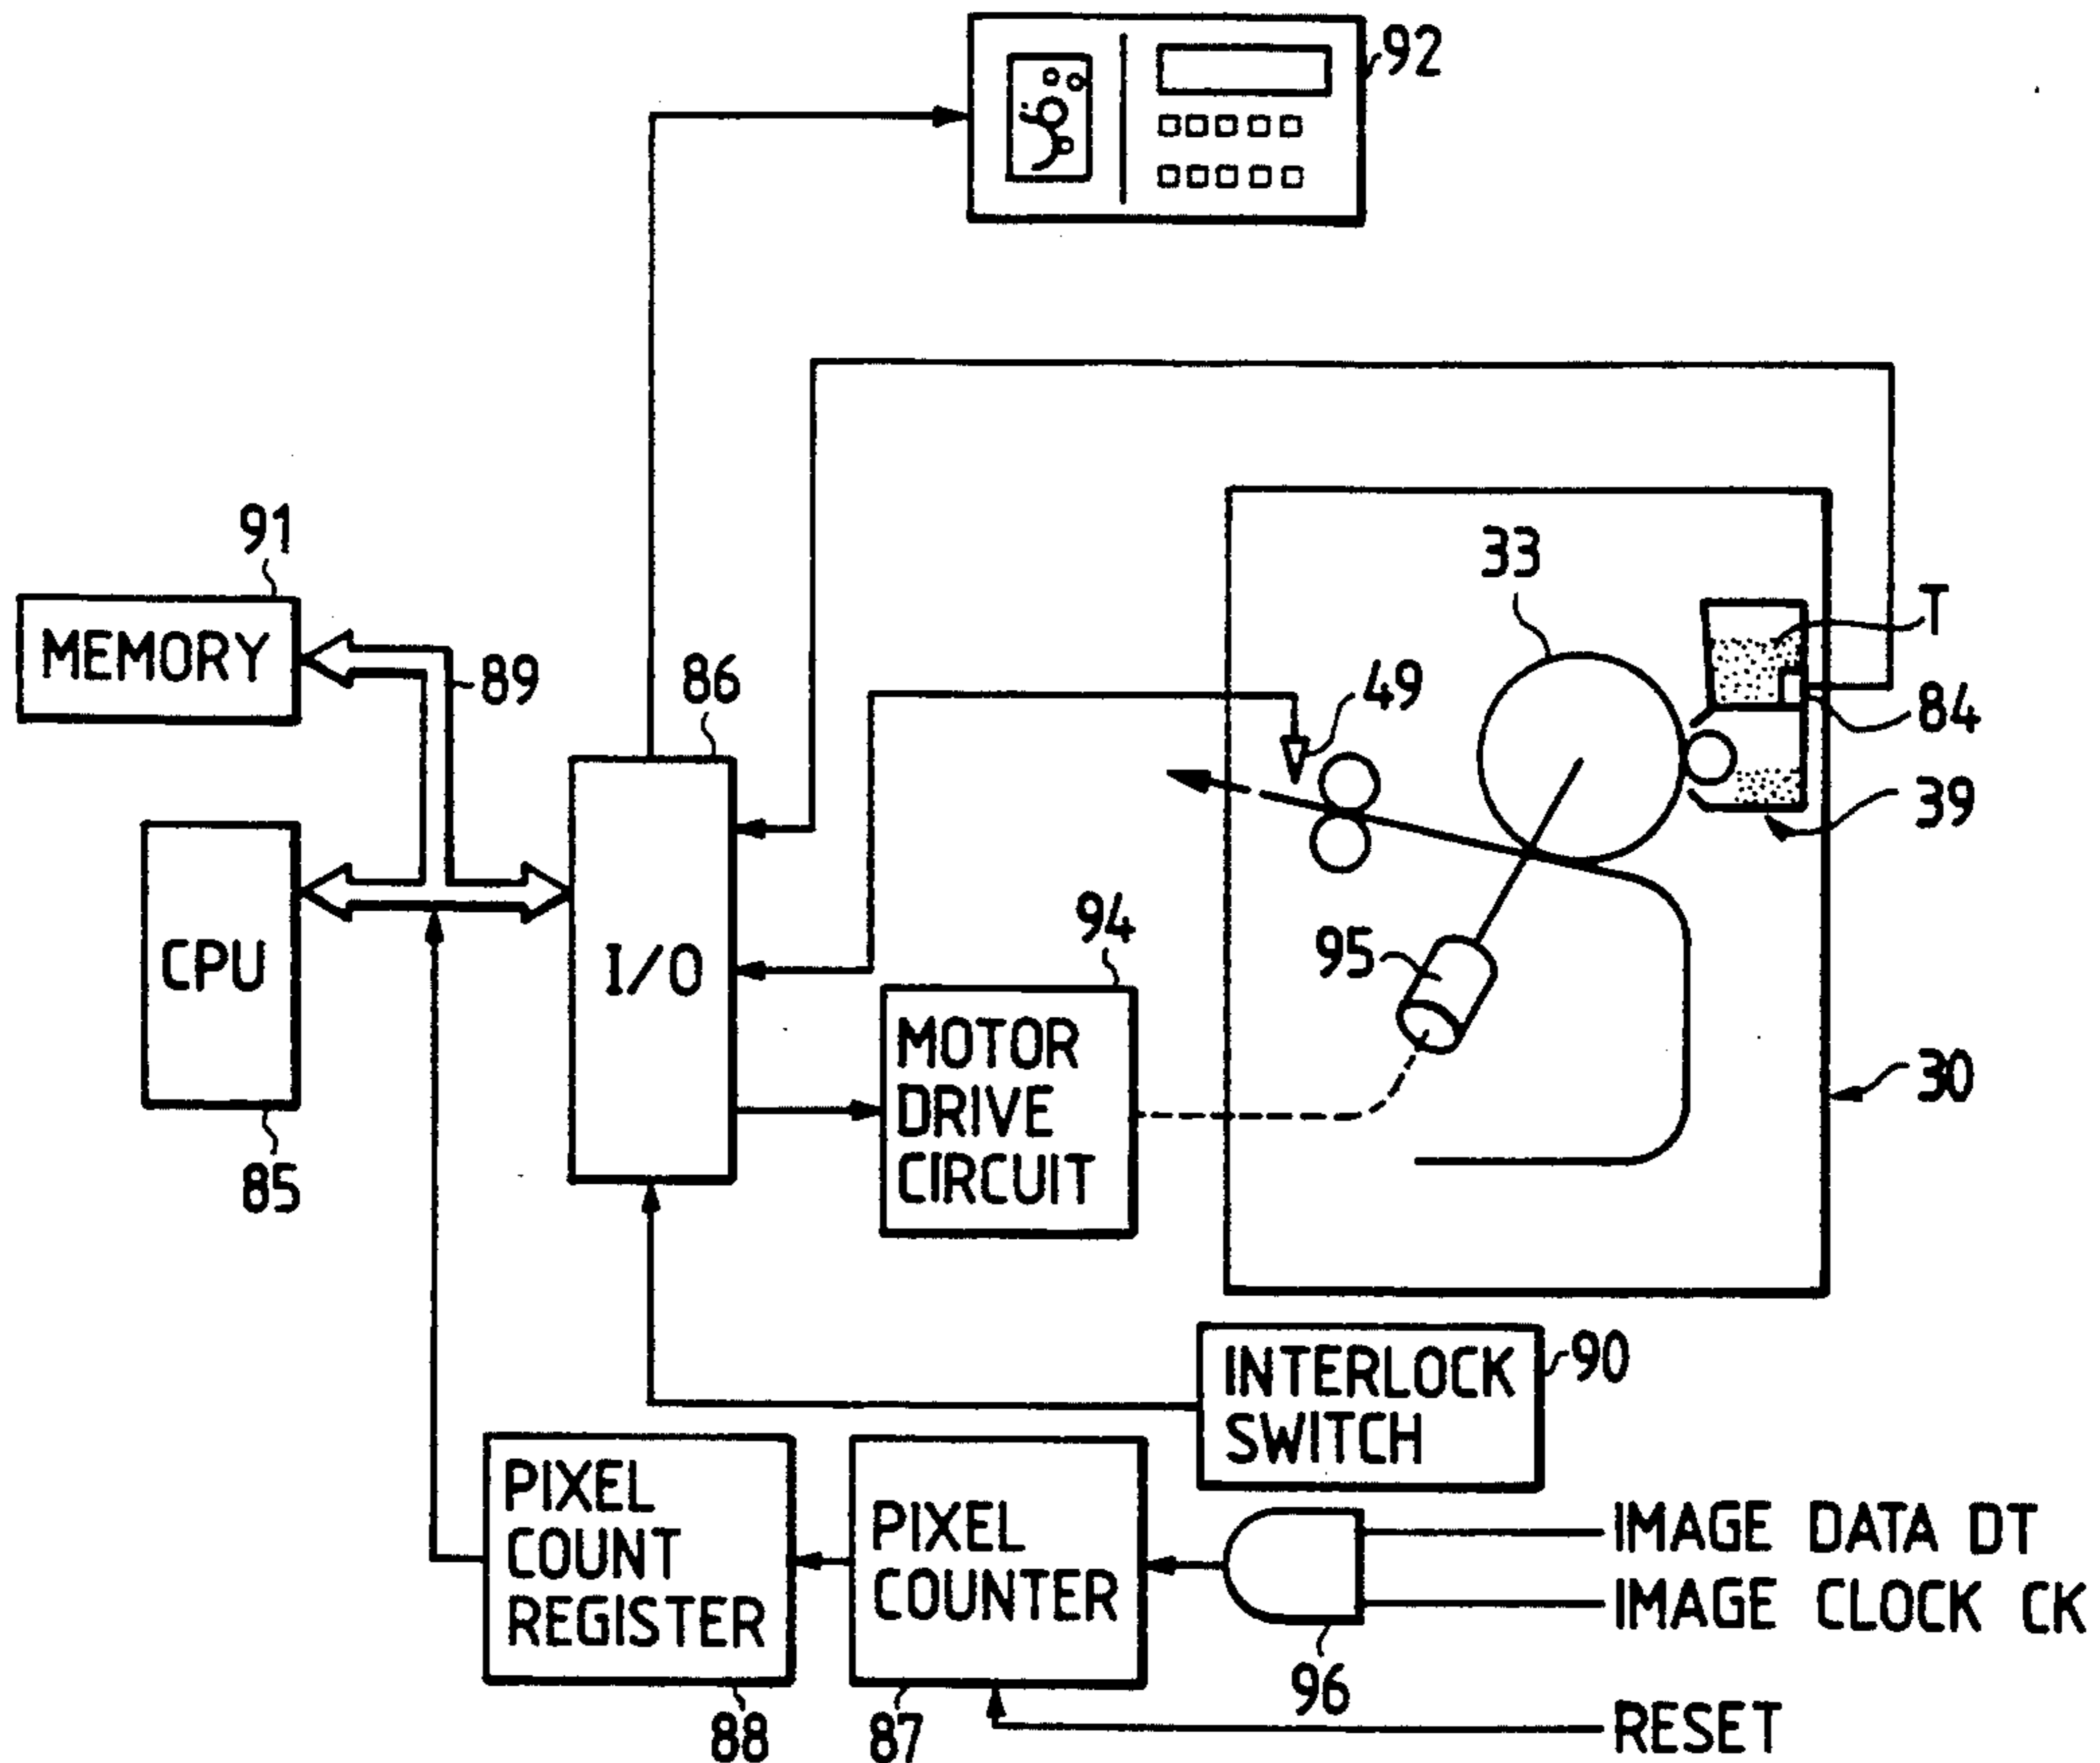 92
91
MEMORY
89
86
33
T
49
84
39
CPU
I/O
94
95
MOTOR
DRIVE
CIRCUIT
30
85
INTERLOCK
SWITCH
90
PIXEL
COUNT
REGISTER
PIXEL
COUNTER
IMAGE DATA DT
IMAGE CLOCK CK
96
88
87
RESET